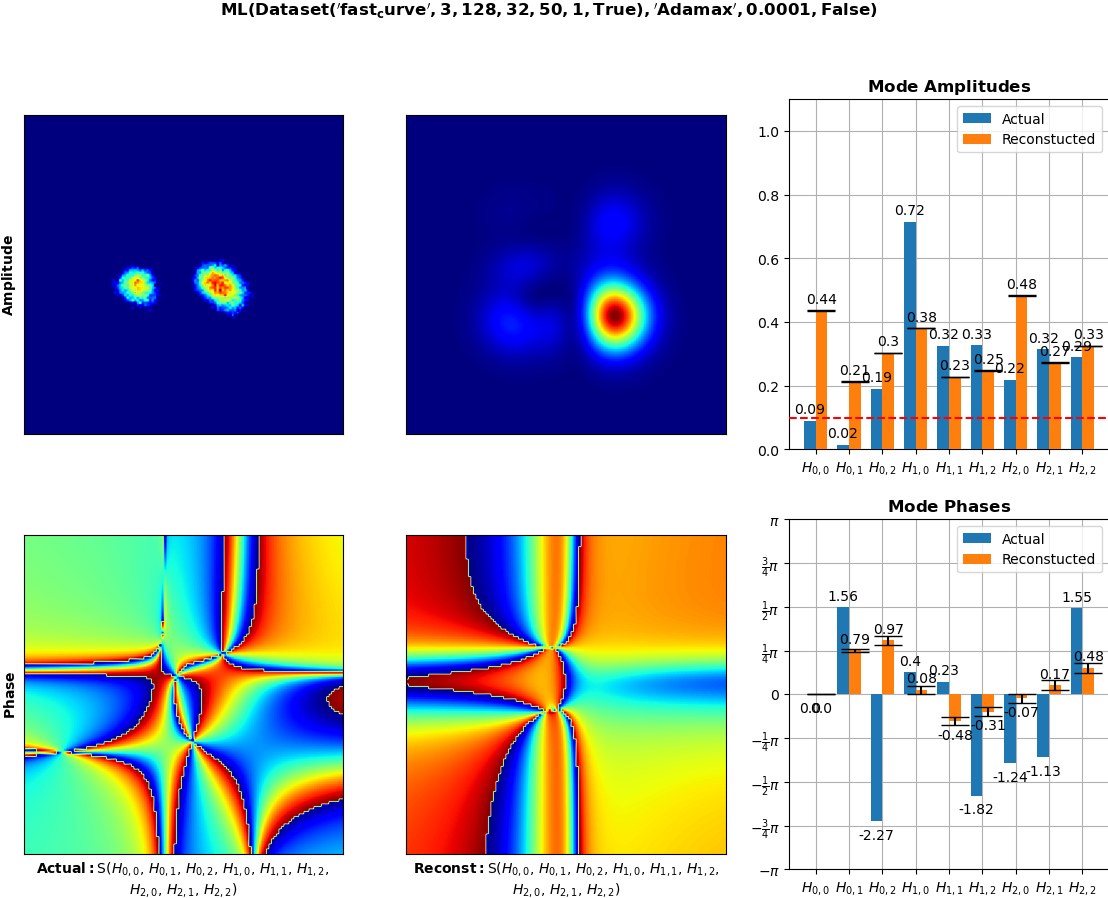 ML(Dataset('fast_curve', 3, 128, 32, 50, 1, True), 'Adamax', 0.0001, False)
Amplitude
Mode Amplitudes
Actual
Reconstucted
1.0
0.8
0.6
0.4
0.2
0.0
0.09
0.44
0.02
0.21
0.19
0.3
0.72
0.38
0.32
0.23
0.33
0.25
0.22
0.48
0.32
0.27
0.29
0.33
H0,0 H0,1 H0,2 H1,0 H1,1 H1,2 H2,0 H2,1 H2,2
Phase
Mode Phases
Actual
Reconstucted
π
3/4π
1/2π
1/4π
0
−1/4π
−1/2π
−3/4π
−π
0.0
0.0
1.56
0.79
-2.27
0.97
0.4
0.08
0.23
-0.48
-1.82
-0.31
-1.24
-0.07
-1.13
0.17
1.55
0.48
H0,0 H0,1 H0,2 H1,0 H1,1 H1,2 H2,0 H2,1 H2,2
Actual: S(H0,0, H0,1, H0,2, H1,0, H1,1, H1,2,
H2,0, H2,1, H2,2)
Reconst: S(H0,0, H0,1, H0,2, H1,0, H1,1, H1,2,
H2,0, H2,1, H2,2)